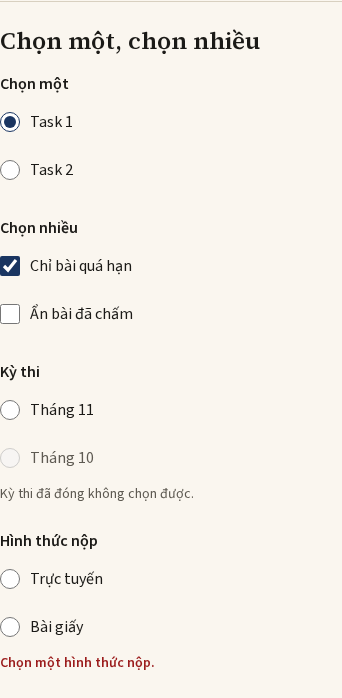 Chọn một, chọn nhiều
Chọn một
Task 1
Task 2
Chọn nhiều
Chỉ bài quá hạn
Ẩn bài đã chấm
Kỳ thi
Tháng 11
Tháng 10
Kỳ thi đã đóng không chọn được.
Hình thức nộp
Trực tuyến
Bài giấy
Chọn một hình thức nộp.